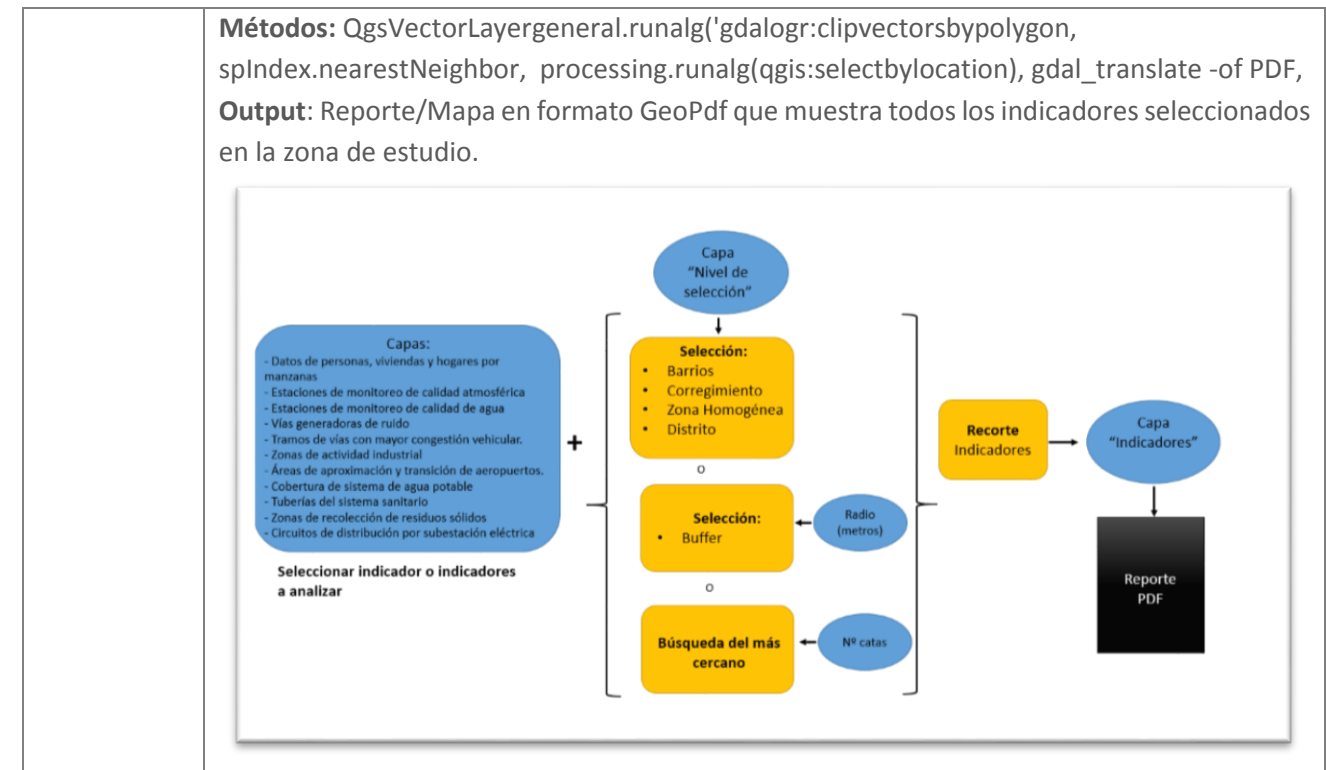 Métodos: QgsVectorLayergeneral.runalg('gdalogr:clipvectorsbypolygon,
spIndex.nearestNeighbor, processing.runalg(qgis:selectbylocation), gdal_translate -of PDF,
Output: Reporte/Mapa en formato GeoPdf que muestra todos los indicadores seleccionados
en la zona de estudio.
Capas:
- Datos de personas, viviendas y hogares por
manzanas
- Estaciones de monitoreo de calidad atmosférica
- Estaciones de monitoreo de calidad de agua
- Vías generadoras de ruido
- Tramos de vías con mayor congestión vehicular.
- Zonas de actividad industrial
- Áreas de aproximación y transición de aeropuertos.
- Cobertura de sistema de agua potable
- Tuberías del sistema sanitario
- Zonas de recolección de residuos sólidos
- Circuitos de distribución por subestación eléctrica
Seleccionar indicador o indicadores
a analizar
+
Capa
"Nivel de
selección"
Selección:
• Barrios
• Corregimiento
• Zona Homogénea
• Distrito
o
Selección:
• Buffer
Radio
(metros)
o
Búsqueda del más
cercano
Nº catas
Recorte
Indicadores
Capa
"Indicadores"
Reporte
PDF